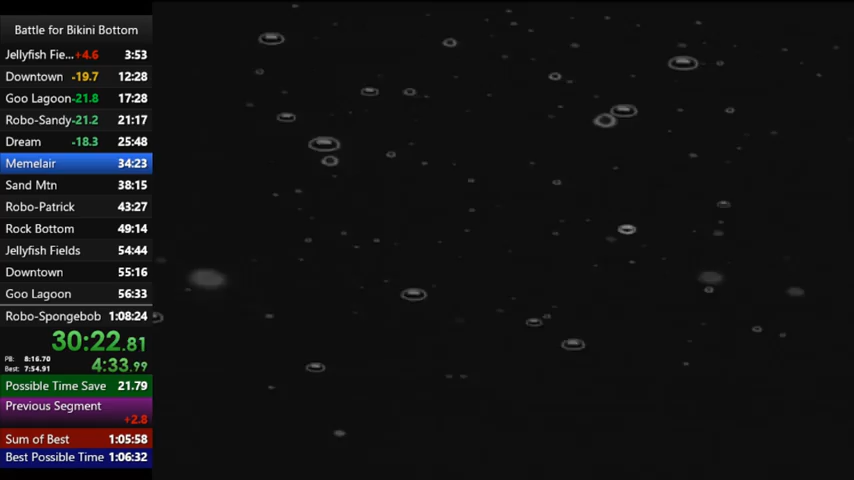 Battle for Bikini Bottom
Jellyfish Fie... +4.6 3:53
Downtown -19.7 12:28
Goo Lagoon -21.8 17:28
Robo-Sandy -21.2 21:17
Dream -18.3 25:48
Memelair 34:23
Sand Mtn 38:15
Robo-Patrick 43:27
Rock Bottom 49:14
Jellyfish Fields 54:44
Downtown 55:16
Goo Lagoon 56:33
Robo-Spongebob 1:08:24
30:22.81
PB: 8:16.70
Best: 7:54.91
4:33.99
Possible Time Save 21.79
Previous Segment
+2.8
Sum of Best 1:05:58
Best Possible Time 1:06:32